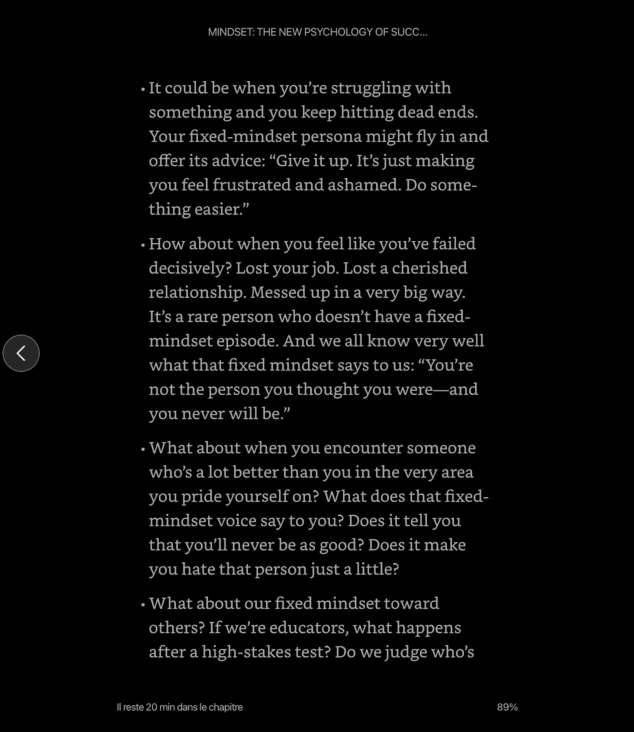 MINDSET: THE NEW PSYCHOLOGY OF SUCC...
• It could be when you’re struggling with
something and you keep hitting dead ends.
Your fixed-mindset persona might fly in and
offer its advice: “Give it up. It’s just making
you feel frustrated and ashamed. Do some-
thing easier.”
• How about when you feel like you’ve failed
decisively? Lost your job. Lost a cherished
relationship. Messed up in a very big way.
It’s a rare person who doesn’t have a fixed-
mindset episode. And we all know very well
what that fixed mindset says to us: “You’re
not the person you thought you were—and
you never will be.”
• What about when you encounter someone
who’s a lot better than you in the very area
you pride yourself on? What does that fixed-
mindset voice say to you? Does it tell you
that you’ll never be as good? Does it make
you hate that person just a little?
• What about our fixed mindset toward
others? If we’re educators, what happens
after a high-stakes test? Do we judge who’s
Il reste 20 min dans le chapitre
89%